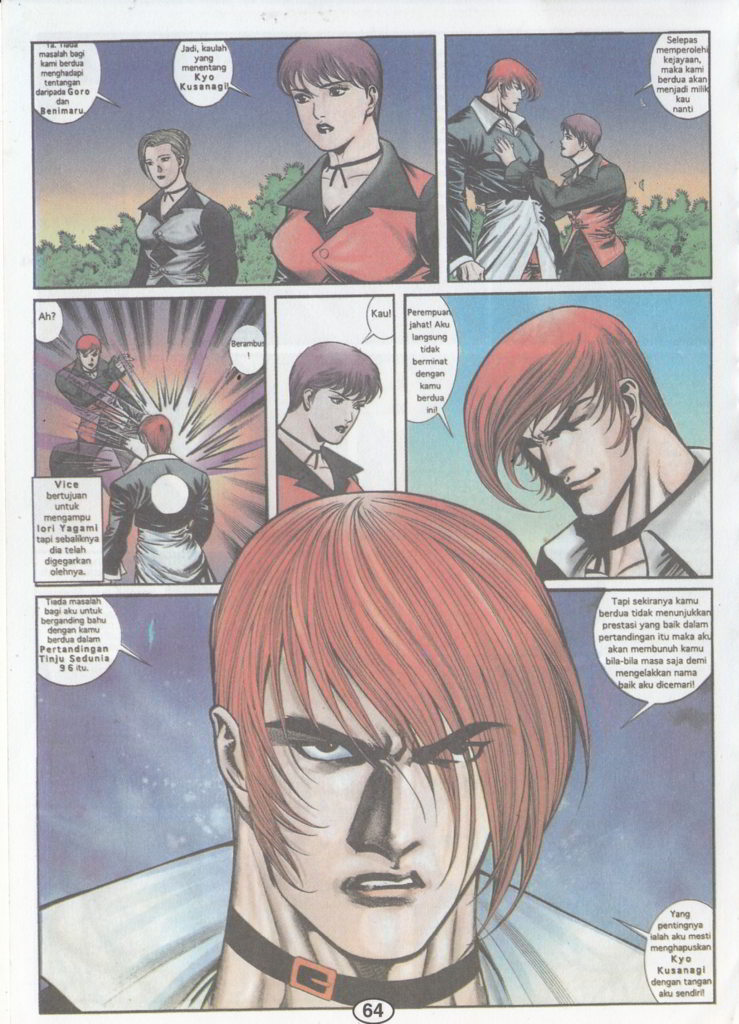 Ya. Tiada
masalah bagi
kami berdua
menghadapi
tentangan
daripada Goro
dan
Benimaru.
Jadi, kaulah
yang
menentang
Kyo
Kusanagi!
Selepas
memperolehi
kejayaan,
maka kami
berdua akan
menjadi milik
kau
nanti
Ah?
Berambus
!
Vice
bertujuan
untuk
mengampu
Iori Yagami
tapi sebaliknya
dia telah
digegarkan
olehnya.
Kau!
Perempuan
jahat! Aku
langsung
tidak
berminat
dengan
kamu
berdua
ini!
Tiada masalah
bagi aku untuk
berganding bahu
dengan kamu
berdua dalam
Pertandingan
Tinju Sedunia
96 itu.
Tapi sekiranya kamu
berdua tidak menunjukkan
prestasi yang baik dalam
pertandingan itu maka aku
akan membunuh kamu
bila-bila masa saja demi
mengelakkan nama
baik aku dicemari!
Yang
pentingnya
ialah aku mesti
menghapuskan
Kyo
Kusanagi
dengan tangan
aku sendiri!
64